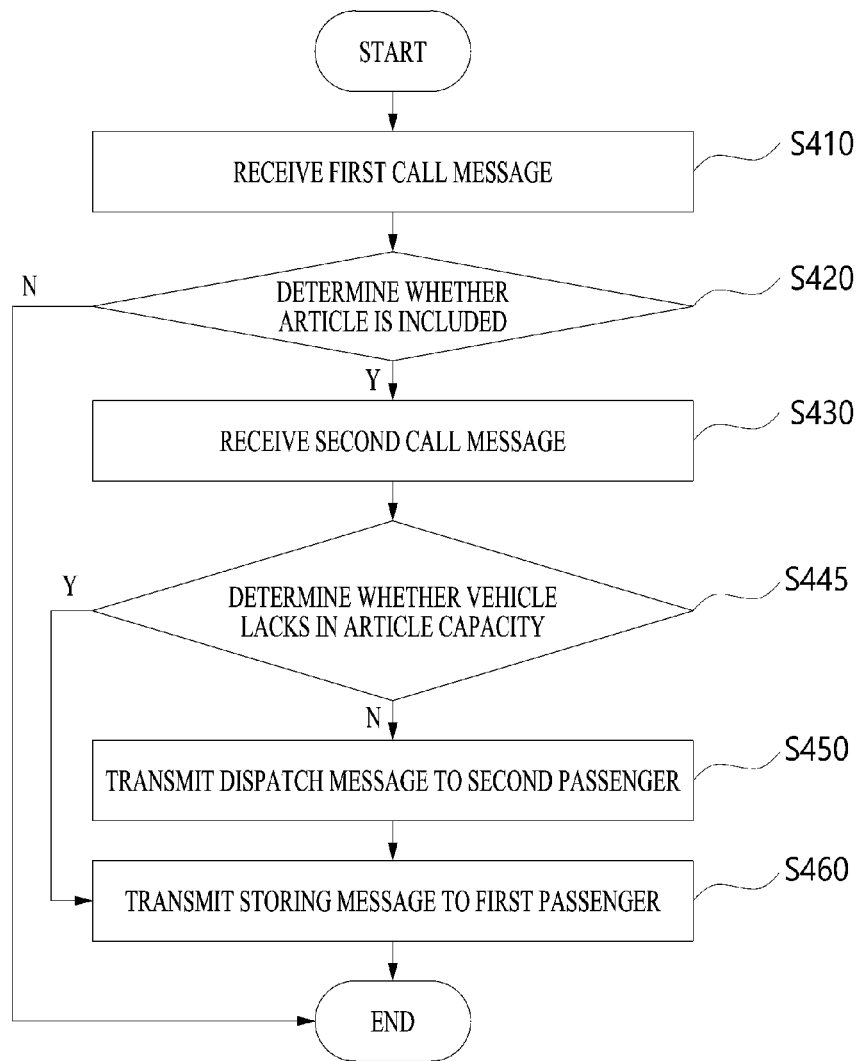 START
RECEIVE FIRST CALL MESSAGE
S410
N
DETERMINE WHETHER
ARTICLE IS INCLUDED
S420
Y
RECEIVE SECOND CALL MESSAGE
S430
Y
DETERMINE WHETHER VEHICLE
LACKS IN ARTICLE CAPACITY
S445
N
TRANSMIT DISPATCH MESSAGE TO SECOND PASSENGER
S450
TRANSMIT STORING MESSAGE TO FIRST PASSENGER
S460
END